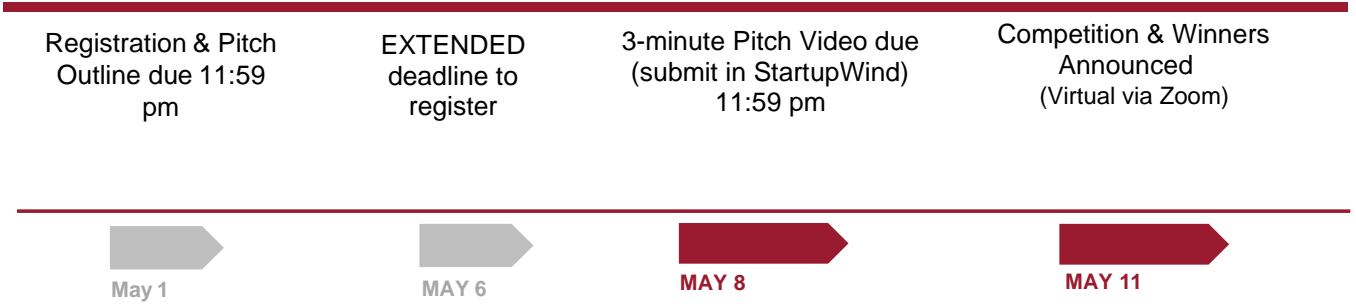 Registration & Pitch
Outline due 11:59
pm
EXTENDED
deadline to
register
3-minute Pitch Video due
(submit in StartupWind)
11:59 pm
Competition & Winners
Announced
(Virtual via Zoom)
May 1
MAY 6
MAY 8
MAY 11